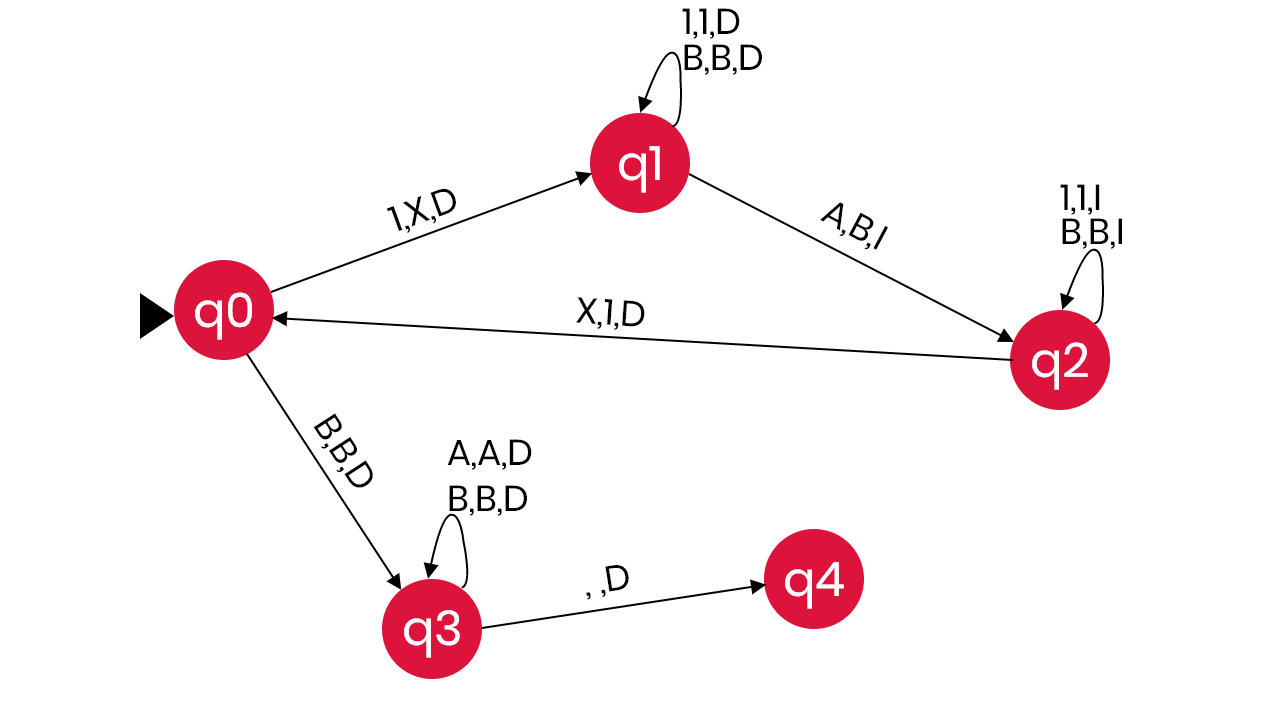 1,1,D
B,B,D
q1
1,X,D
A,B,I
1,1,I
B,B,I
q0
X,1,D
q2
B,B,D
A,A,D
B,B,D
, ,D
q4
q3